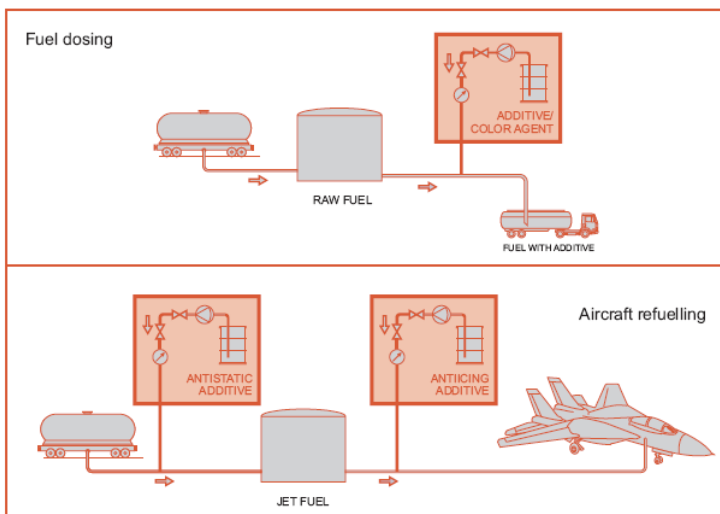 Fuel dosing
ADDITIVE/
COLOR AGENT
RAW FUEL
FUEL WITH ADDITIVE
Aircraft refuelling
ANTISTATIC
ADDITIVE
ANTIICING
ADDITIVE
JET FUEL